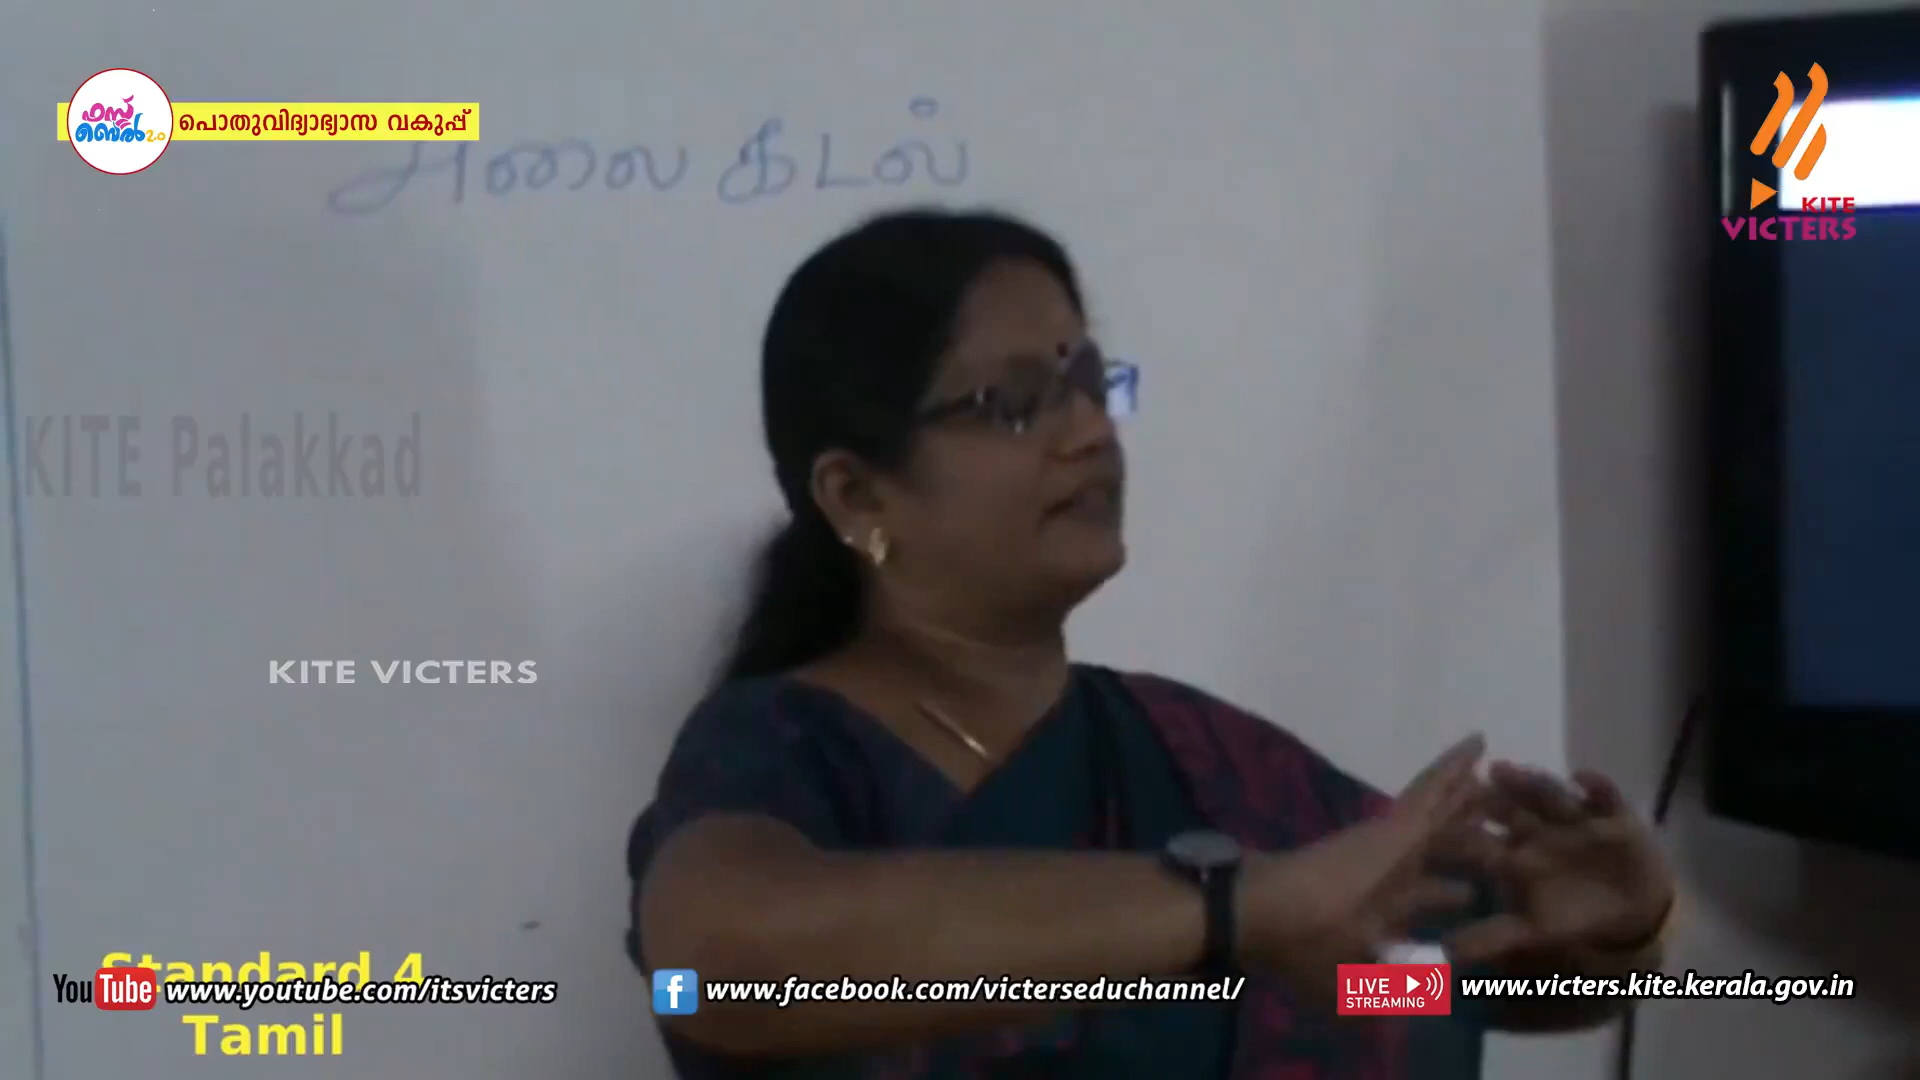 ഫസ്റ്റ്
ബെൽ 2.0
പൊതുവിദ്യാഭ്യാസ വകുപ്പ്
அலை கடல்
KITE
VICTERS
KITE Palakkad
KITE VICTERS
Standard 4
Tamil
YouTube www.youtube.com/itsvicters
f www.facebook.com/victerseduchannel/
LIVE STREAMING www.victers.kite.kerala.gov.in